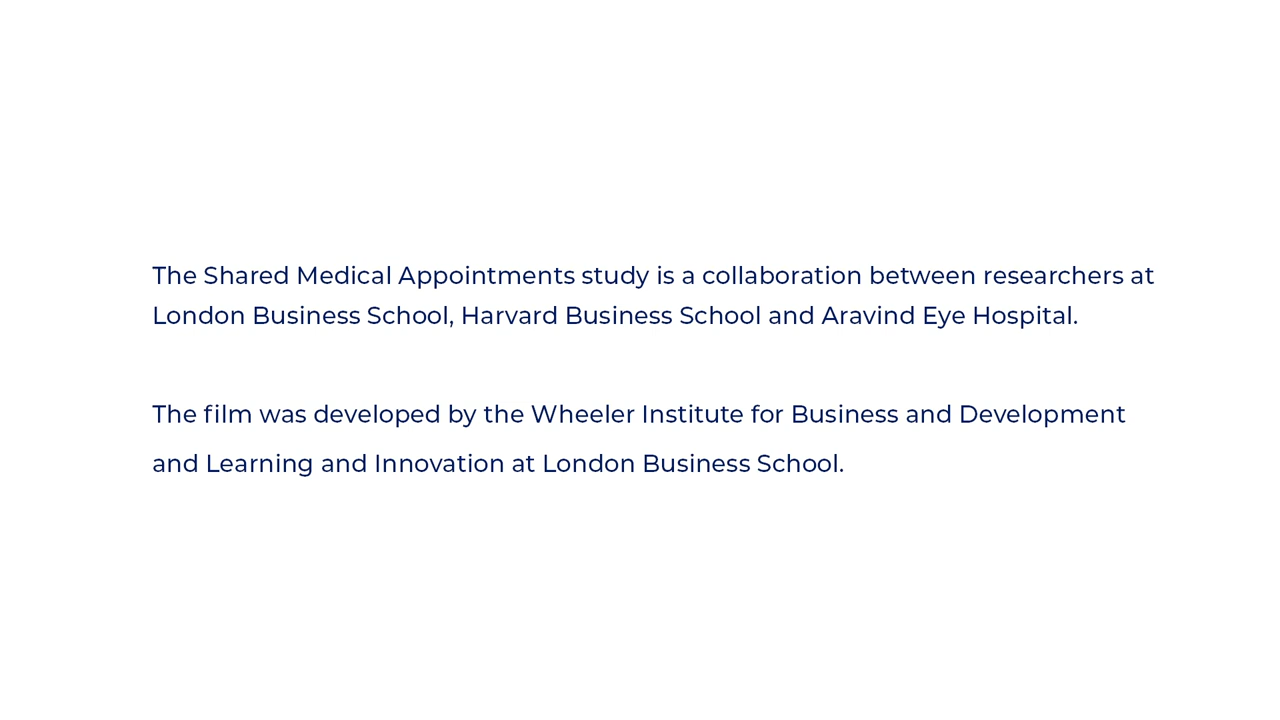 The Shared Medical Appointments study is a collaboration between researchers at
London Business School, Harvard Business School and Aravind Eye Hospital.
The film was developed by the Wheeler Institute for Business and Development
and Learning and Innovation at London Business School.